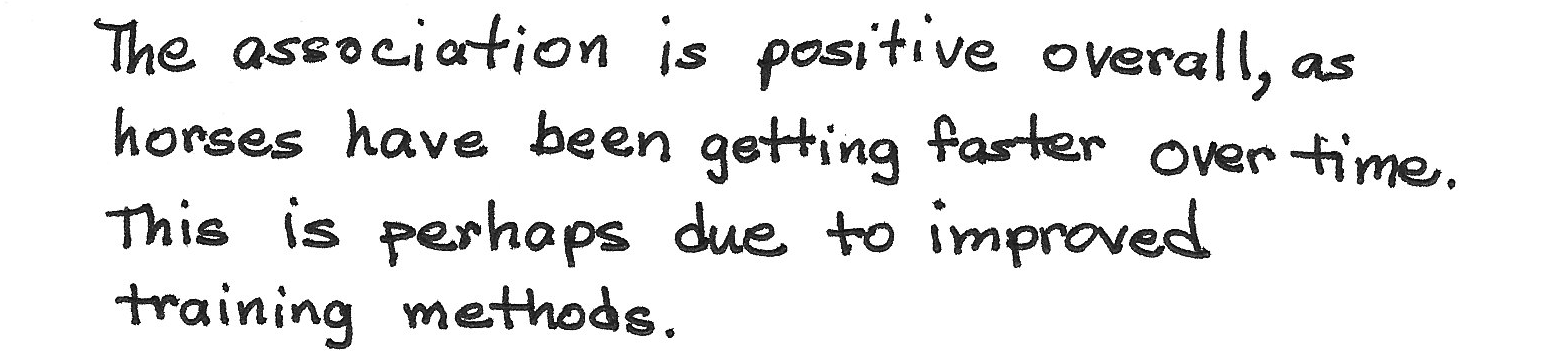 The association is positive overall, as
horses have been getting faster over time.
This is perhaps due to improved
training methods.